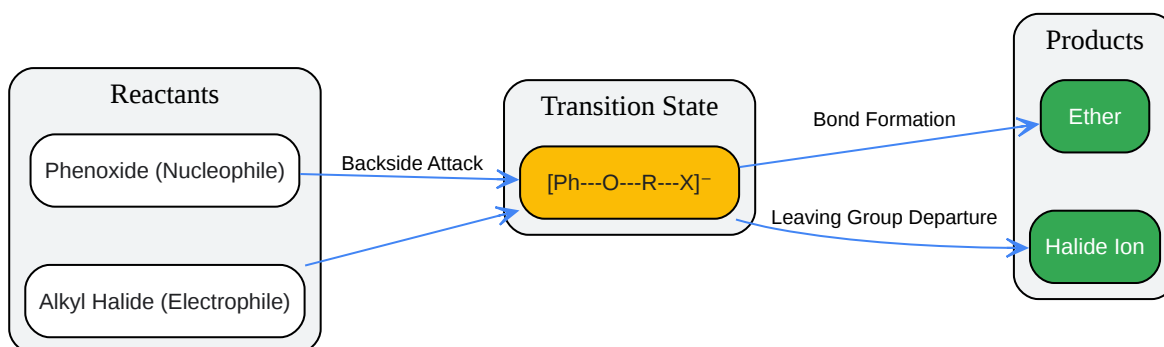 Reactants
Phenoxide (Nucleophile)
Alkyl Halide (Electrophile)
Backside Attack
Transition State
[Ph---O---R---X]⁻
Bond Formation
Leaving Group Departure
Products
Ether
Halide Ion